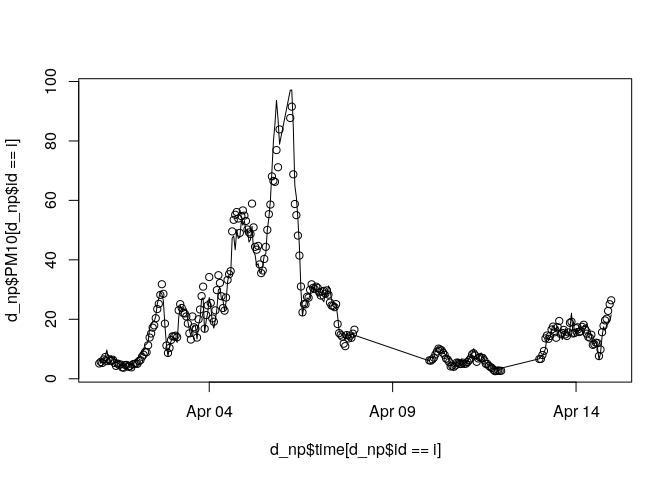 100
80
60
40
20
0
d_np$PM10[d_np$id == i]
Apr 04
Apr 09
Apr 14
d_np$time[d_np$id == i]